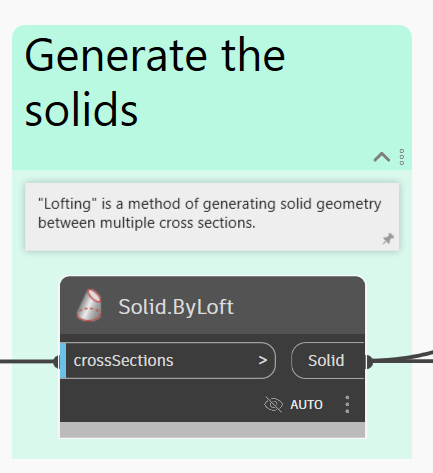 Generate the
solids
"Lofting" is a method of generating solid geometry
between multiple cross sections.
Solid.ByLoft
crossSections > Solid
AUTO